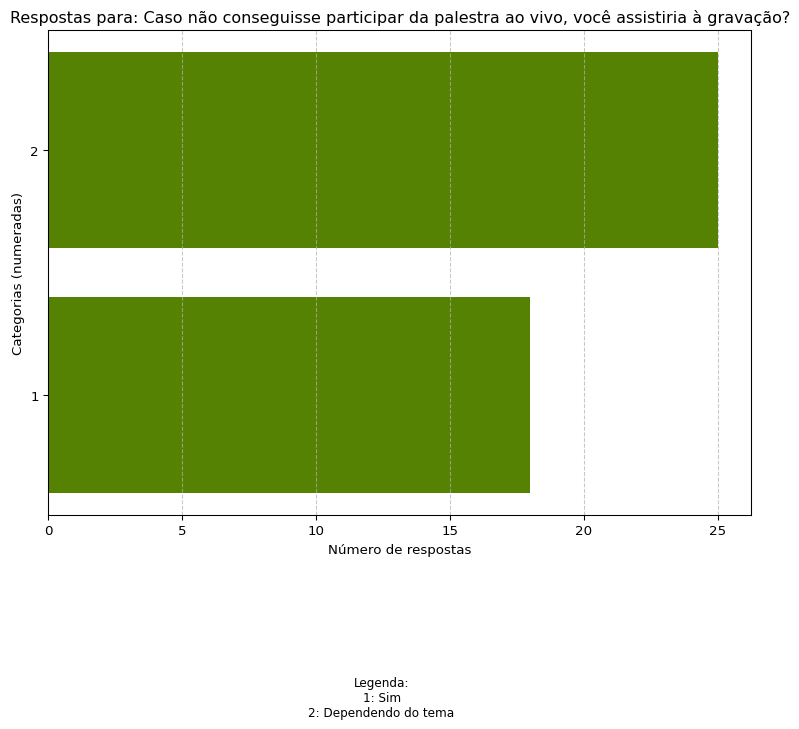 Respostas para: Caso não conseguisse participar da palestra ao vivo, você assistiria à gravação?
Categorias (numeradas)
2
1
0 5 10 15 20 25
Número de respostas
Legenda:
1: Sim
2: Dependendo do tema